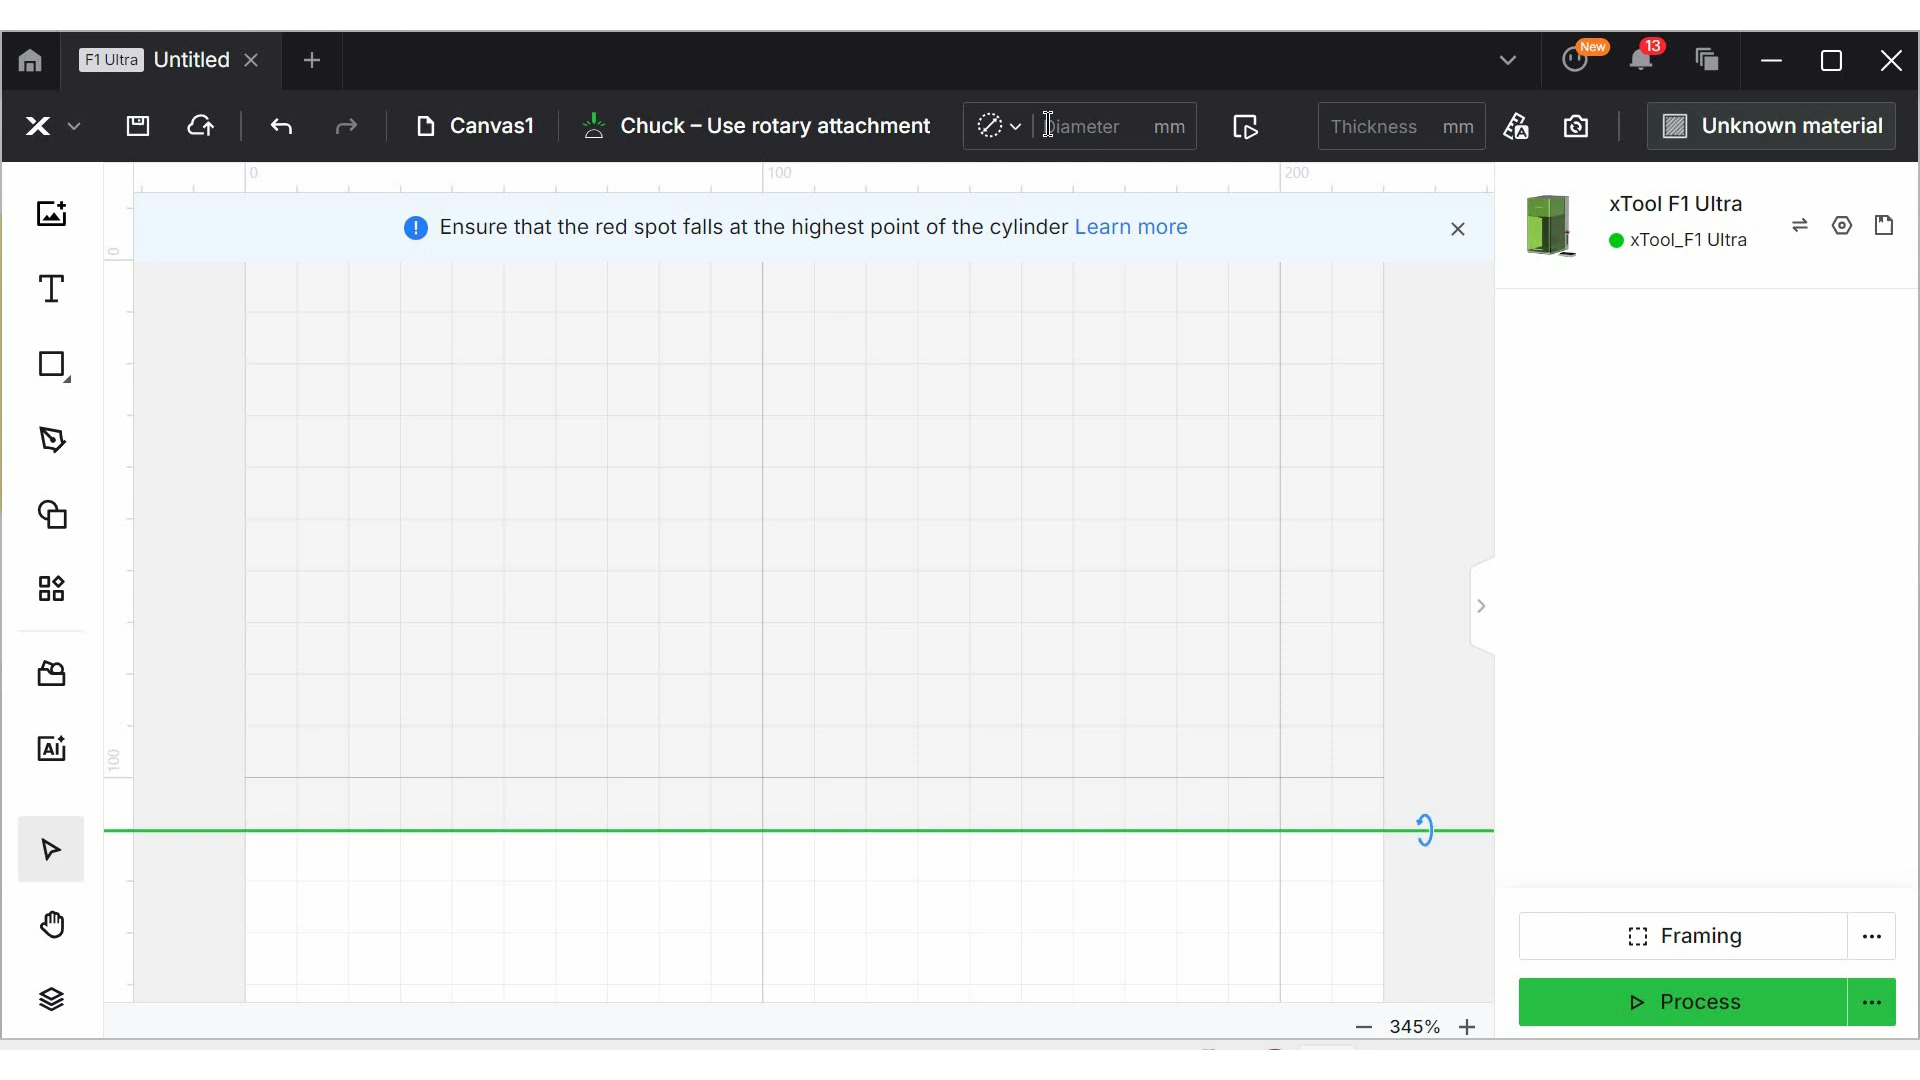 F1 Ultra Untitled
New
13
Canvas1
Chuck – Use rotary attachment
Diameter mm
Thickness mm
Unknown material
0 100 200
Ensure that the red spot falls at the highest point of the cylinder Learn more
xTool F1 Ultra
xTool_F1 Ultra
0
100
AI
Framing
Process
345%